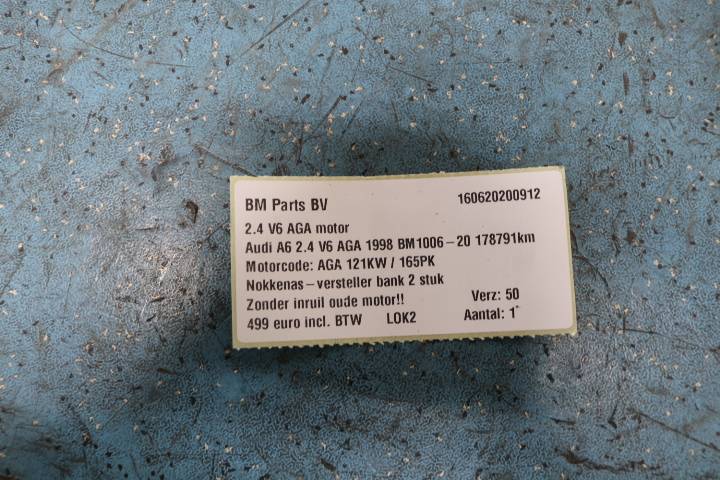 BM Parts BV 160620200912
2.4 V6 AGA motor
Audi A6 2.4 V6 AGA 1998 BM1006-20 178791km
Motorcode: AGA 121KW / 165PK
Nokkenas-versteller bank 2 stuk
Zonder inruil oude motor!! Verz: 50
499 euro incl. BTW LOK2 Aantal: 1